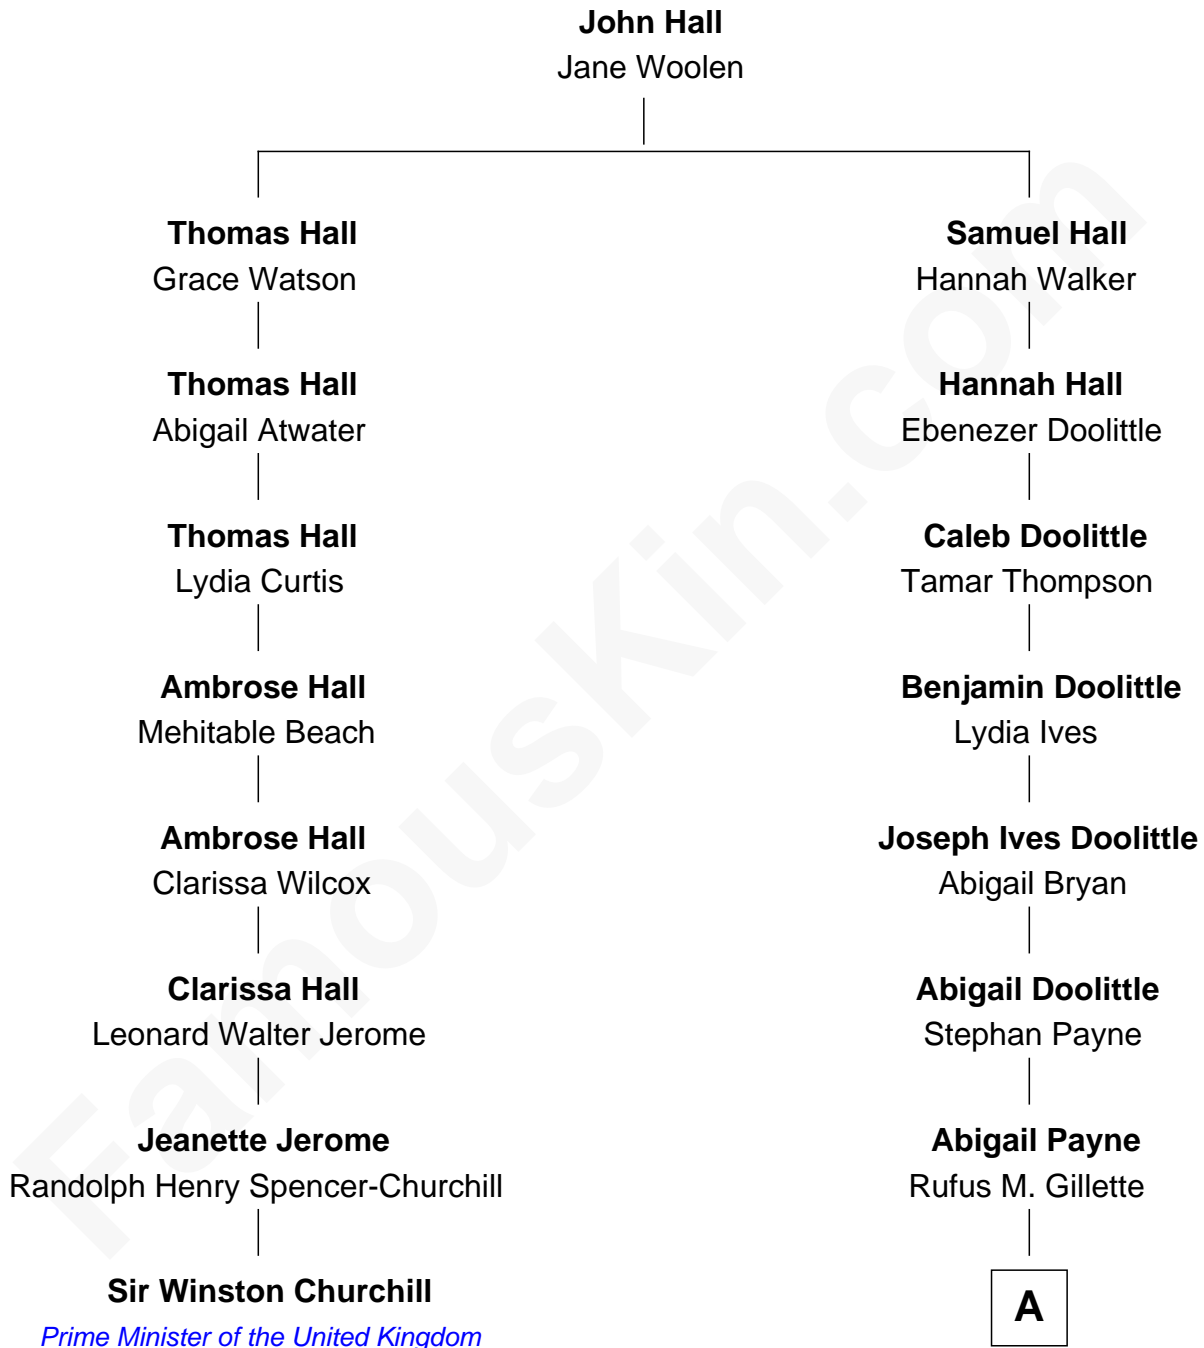 John Hall
Jane Woolen
Thomas Hall
Grace Watson
Samuel Hall
Hannah Walker
Thomas Hall
Abigail Atwater
Hannah Hall
Ebenezer Doolittle
Thomas Hall
Lydia Curtis
Caleb Doolittle
Tamar Thompson
Ambrose Hall
Mehitable Beach
Benjamin Doolittle
Lydia Ives
Ambrose Hall
Clarissa Wilcox
Joseph Ives Doolittle
Abigail Bryan
Clarissa Hall
Leonard Walter Jerome
Abigail Doolittle
Stephan Payne
Jeanette Jerome
Randolph Henry Spencer-Churchill
Abigail Payne
Rufus M. Gillette
Sir Winston Churchill
Prime Minister of the United Kingdom
A
FamousKin.com